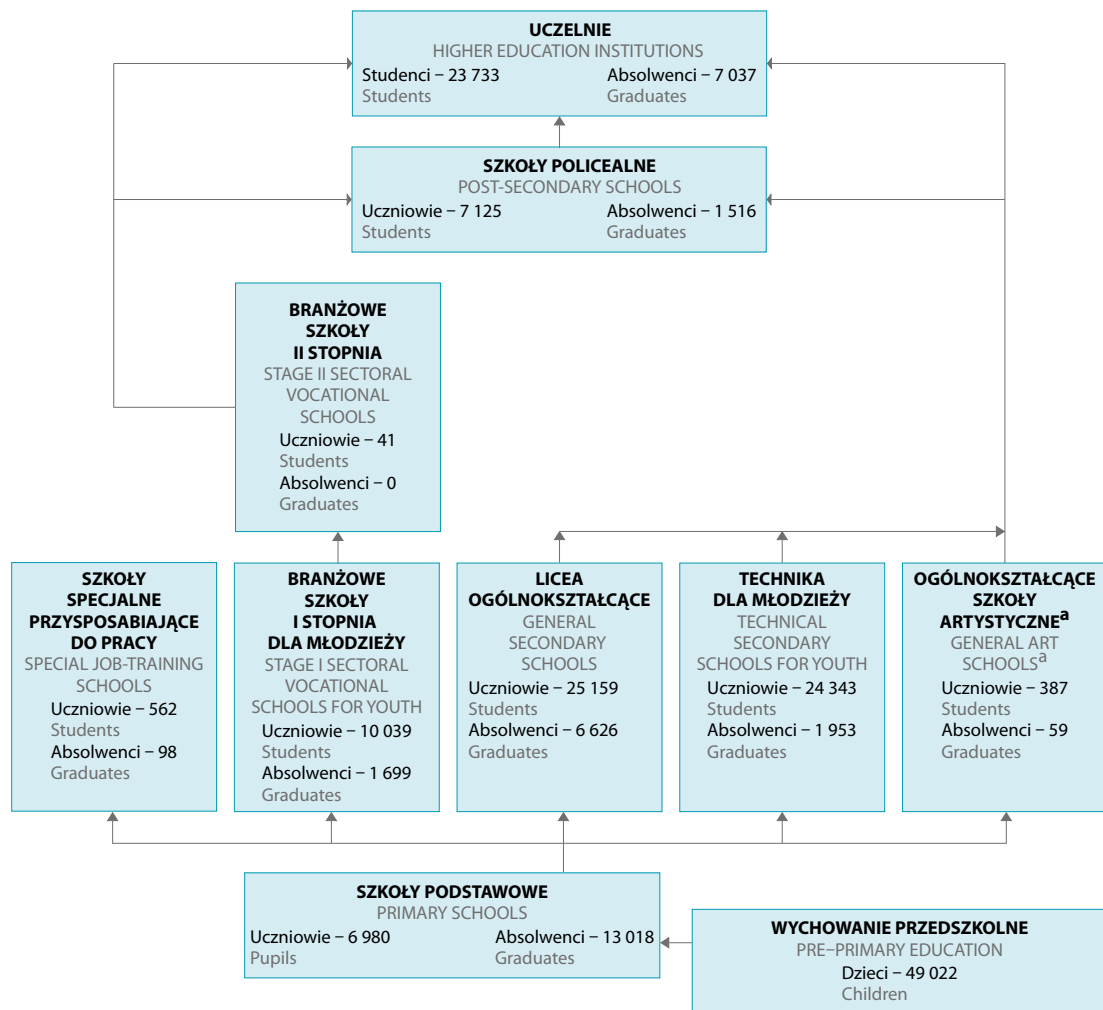 UCZELNIE
HIGHER EDUCATION INSTITUTIONS
Studenci – 23 733 Absolwenci – 7 037
Students Graduates
SZKOŁY POLICEALNE
POST-SECONDARY SCHOOLS
Uczniowie – 7 125 Absolwenci – 1 516
Students Graduates
BRANŻOWE
SZKOŁY
II STOPNIA
STAGE II SECTORAL
VOCATIONAL
SCHOOLS
Uczniowie – 41
Students
Absolwenci – 0
Graduates
SZKOŁY
SPECJALNE
PRZYSPOSABIAJĄCE
DO PRACY
SPECIAL JOB-TRAINING
SCHOOLS
Uczniowie – 562
Students
Absolwenci – 98
Graduates
BRANŻOWE
SZKOŁY
I STOPNIA
DLA MŁODZIEŻY
STAGE I SECTORAL
VOCATIONAL
SCHOOLS FOR YOUTH
Uczniowie – 10 039
Students
Absolwenci – 1 699
Graduates
LICEA
OGÓLNOKSZTAŁCĄCE
GENERAL
SECONDARY
SCHOOLS
Uczniowie – 25 159
Students
Absolwenci – 6 626
Graduates
TECHNIKA
DLA MŁODZIEŻY
TECHNICAL
SECONDARY
SCHOOLS FOR YOUTH
Uczniowie – 24 343
Students
Absolwenci – 1 953
Graduates
OGÓLNOKSZTAŁCĄCE
SZKOŁY
ARTYSTYCZNEa
GENERAL ART
SCHOOLSa
Uczniowie – 387
Students
Absolwenci – 59
Graduates
SZKOŁY PODSTAWOWE
PRIMARY SCHOOLS
Uczniowie – 6 980 Absolwenci – 13 018
Pupils Graduates
WYCHOWANIE PRZEDSZKOLNE
PRE–PRIMARY EDUCATION
Dzieci – 49 022
Children